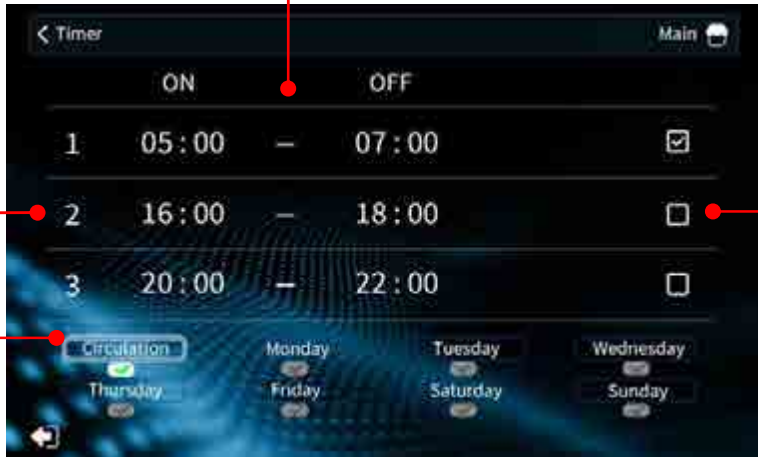 Timer Main
ON OFF
1 05:00 – 07:00
2 16:00 – 18:00
3 20:00 – 22:00
Circulation Monday Tuesday Wednesday
Thursday Friday Saturday Sunday